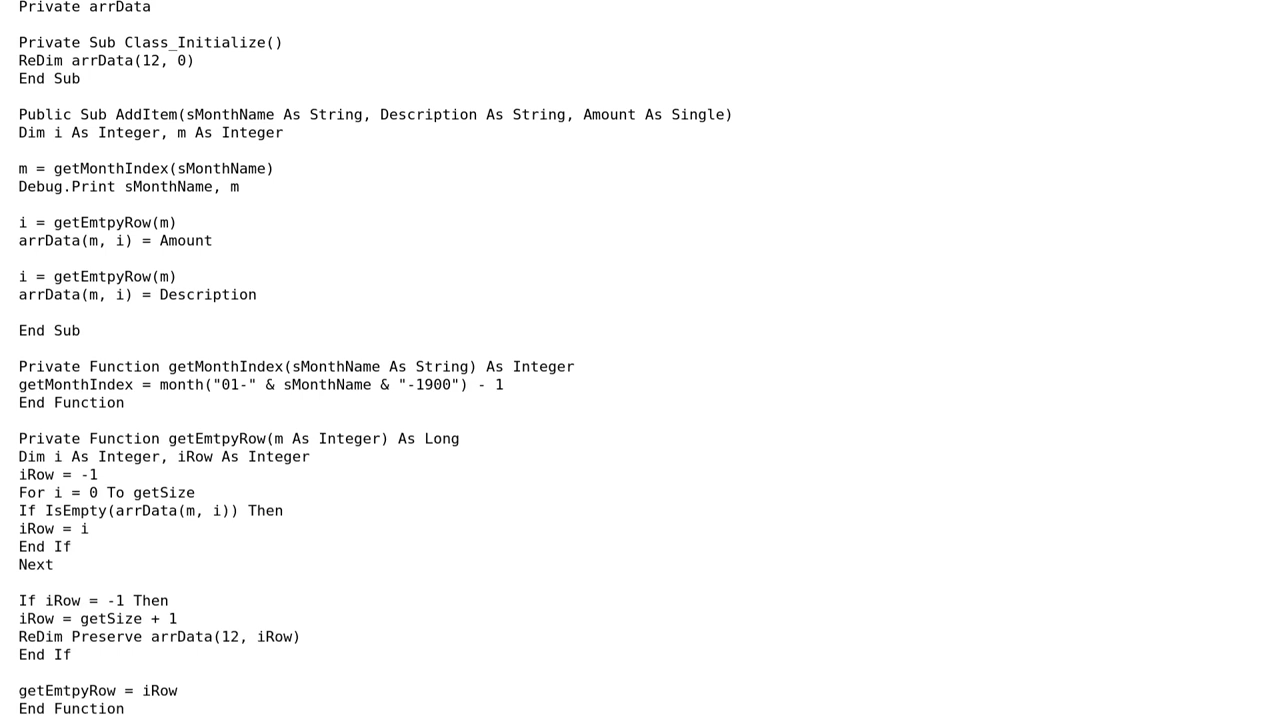 Private arrData
Private Sub Class_Initialize()
ReDim arrData(12, 0)
End Sub
Public Sub AddItem(sMonthName As String, Description As String, Amount As Single)
Dim i As Integer, m As Integer
m = getMonthIndex(sMonthName)
Debug.Print sMonthName, m
i = getEmtpyRow(m)
arrData(m, i) = Amount
i = getEmtpyRow(m)
arrData(m, i) = Description
End Sub
Private Function getMonthIndex(sMonthName As String) As Integer
getMonthIndex = month("01-" & sMonthName & "-1900") - 1
End Function
Private Function getEmtpyRow(m As Integer) As Long
Dim i As Integer, iRow As Integer
iRow = -1
For i = 0 To getSize
If IsEmpty(arrData(m, i)) Then
iRow = i
End If
Next
If iRow = -1 Then
iRow = getSize + 1
ReDim Preserve arrData(12, iRow)
End If
getEmtpyRow = iRow
End Function